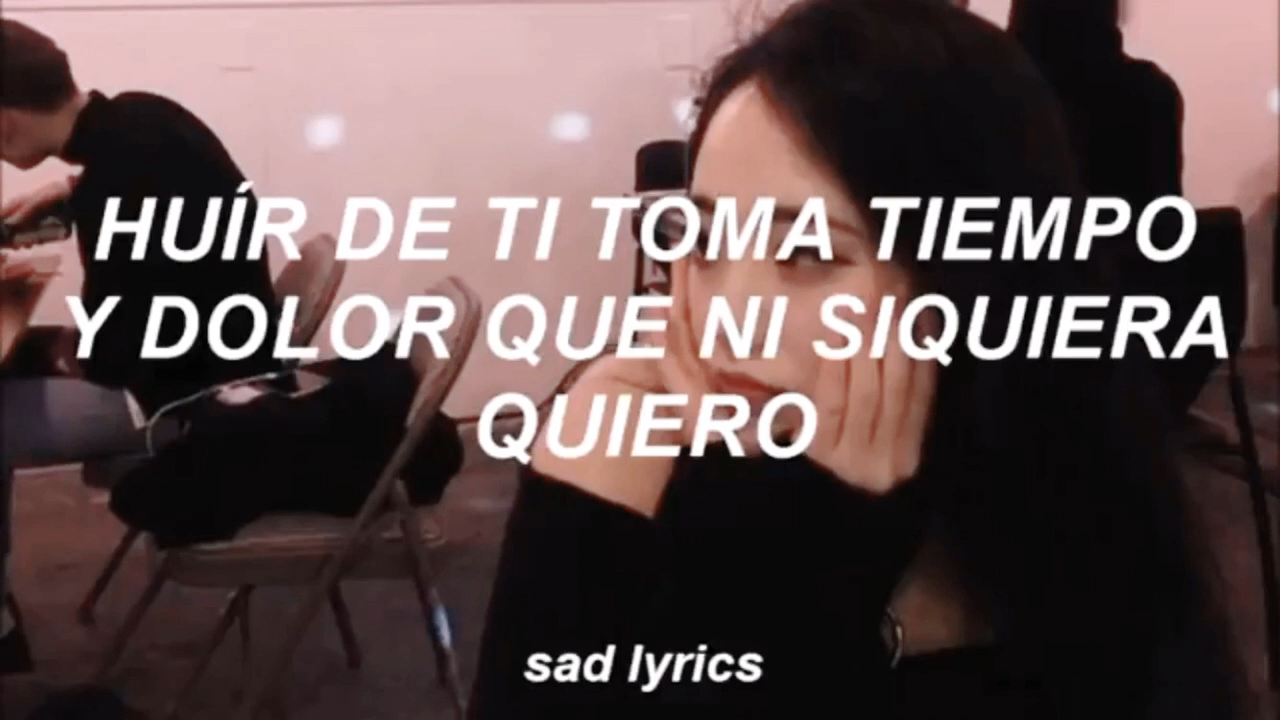 HUÍR DE TI TOMA TIEMPO
Y DOLOR QUE NI SIQUIERA
QUIERO
sad lyrics